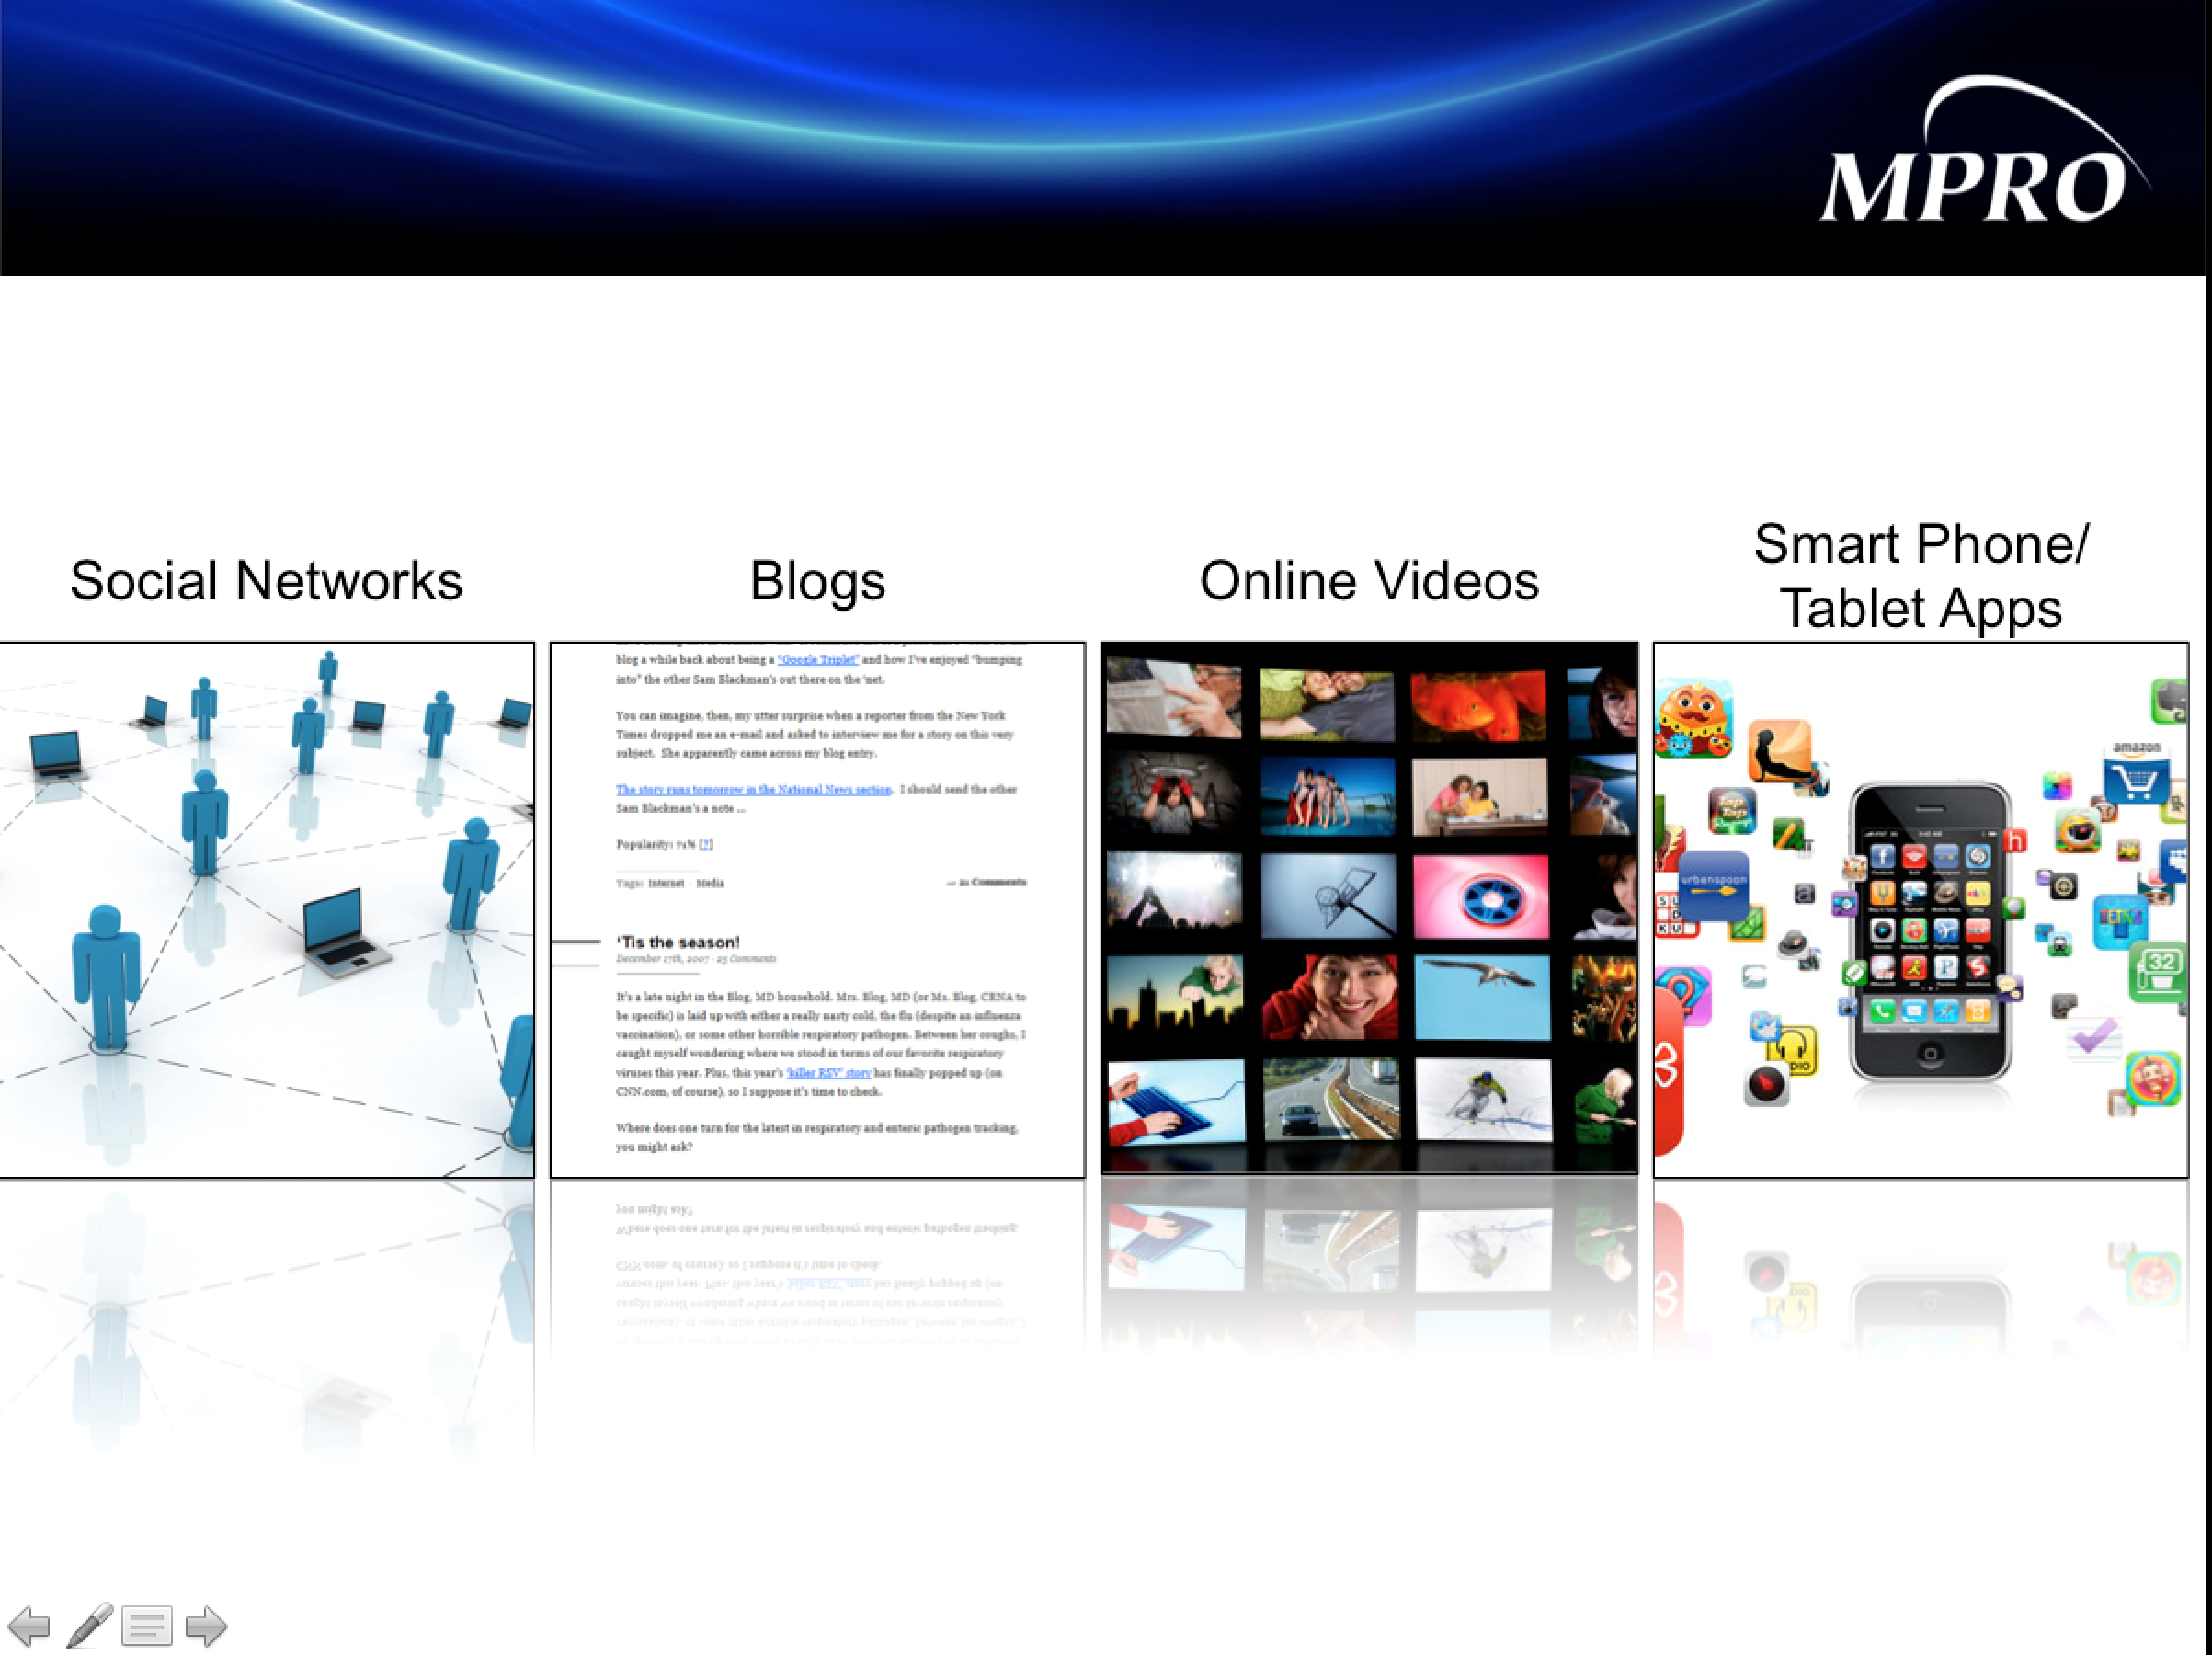 MPRO
Social Networks
Blogs
Online Videos
Smart Phone/
Tablet Apps
blog a while back about being a "Google Triplet" and how I've enjoyed "bumping
into" the other Sam Blackman's out there on the 'net.
You can imagine, then, my utter surprise when a reporter from the New York
Times dropped me an e-mail and asked to interview me for a story on this very
subject. She apparently came across my blog entry.
The story runs tomorrow in the National News section. I should send the other
Sam Blackman's a note ...
Popularity: 71% [?]
Tags: Internet · Media
21 Comments
'Tis the season!
December 27th, 2007 · 25 Comments
It's a late night in the Blog, MD household. Mrs. Blog, MD (or Ms. Blog, CRNA to
be specific) is laid up with either a really nasty cold, the flu (despite an influenza
vaccination), or some other horrible respiratory pathogen. Between her coughs, I
caught myself wondering where we stood in terms of our favorite respiratory
viruses this year. Plus, this year's 'killer RSV' story has finally popped up (on
CNN.com, of course), so I suppose it's time to check.
Where does one turn for the latest in respiratory and enteric pathogen tracking,
you might ask?
amazon
Tap Tap
urbanspoon
TETRIS
32